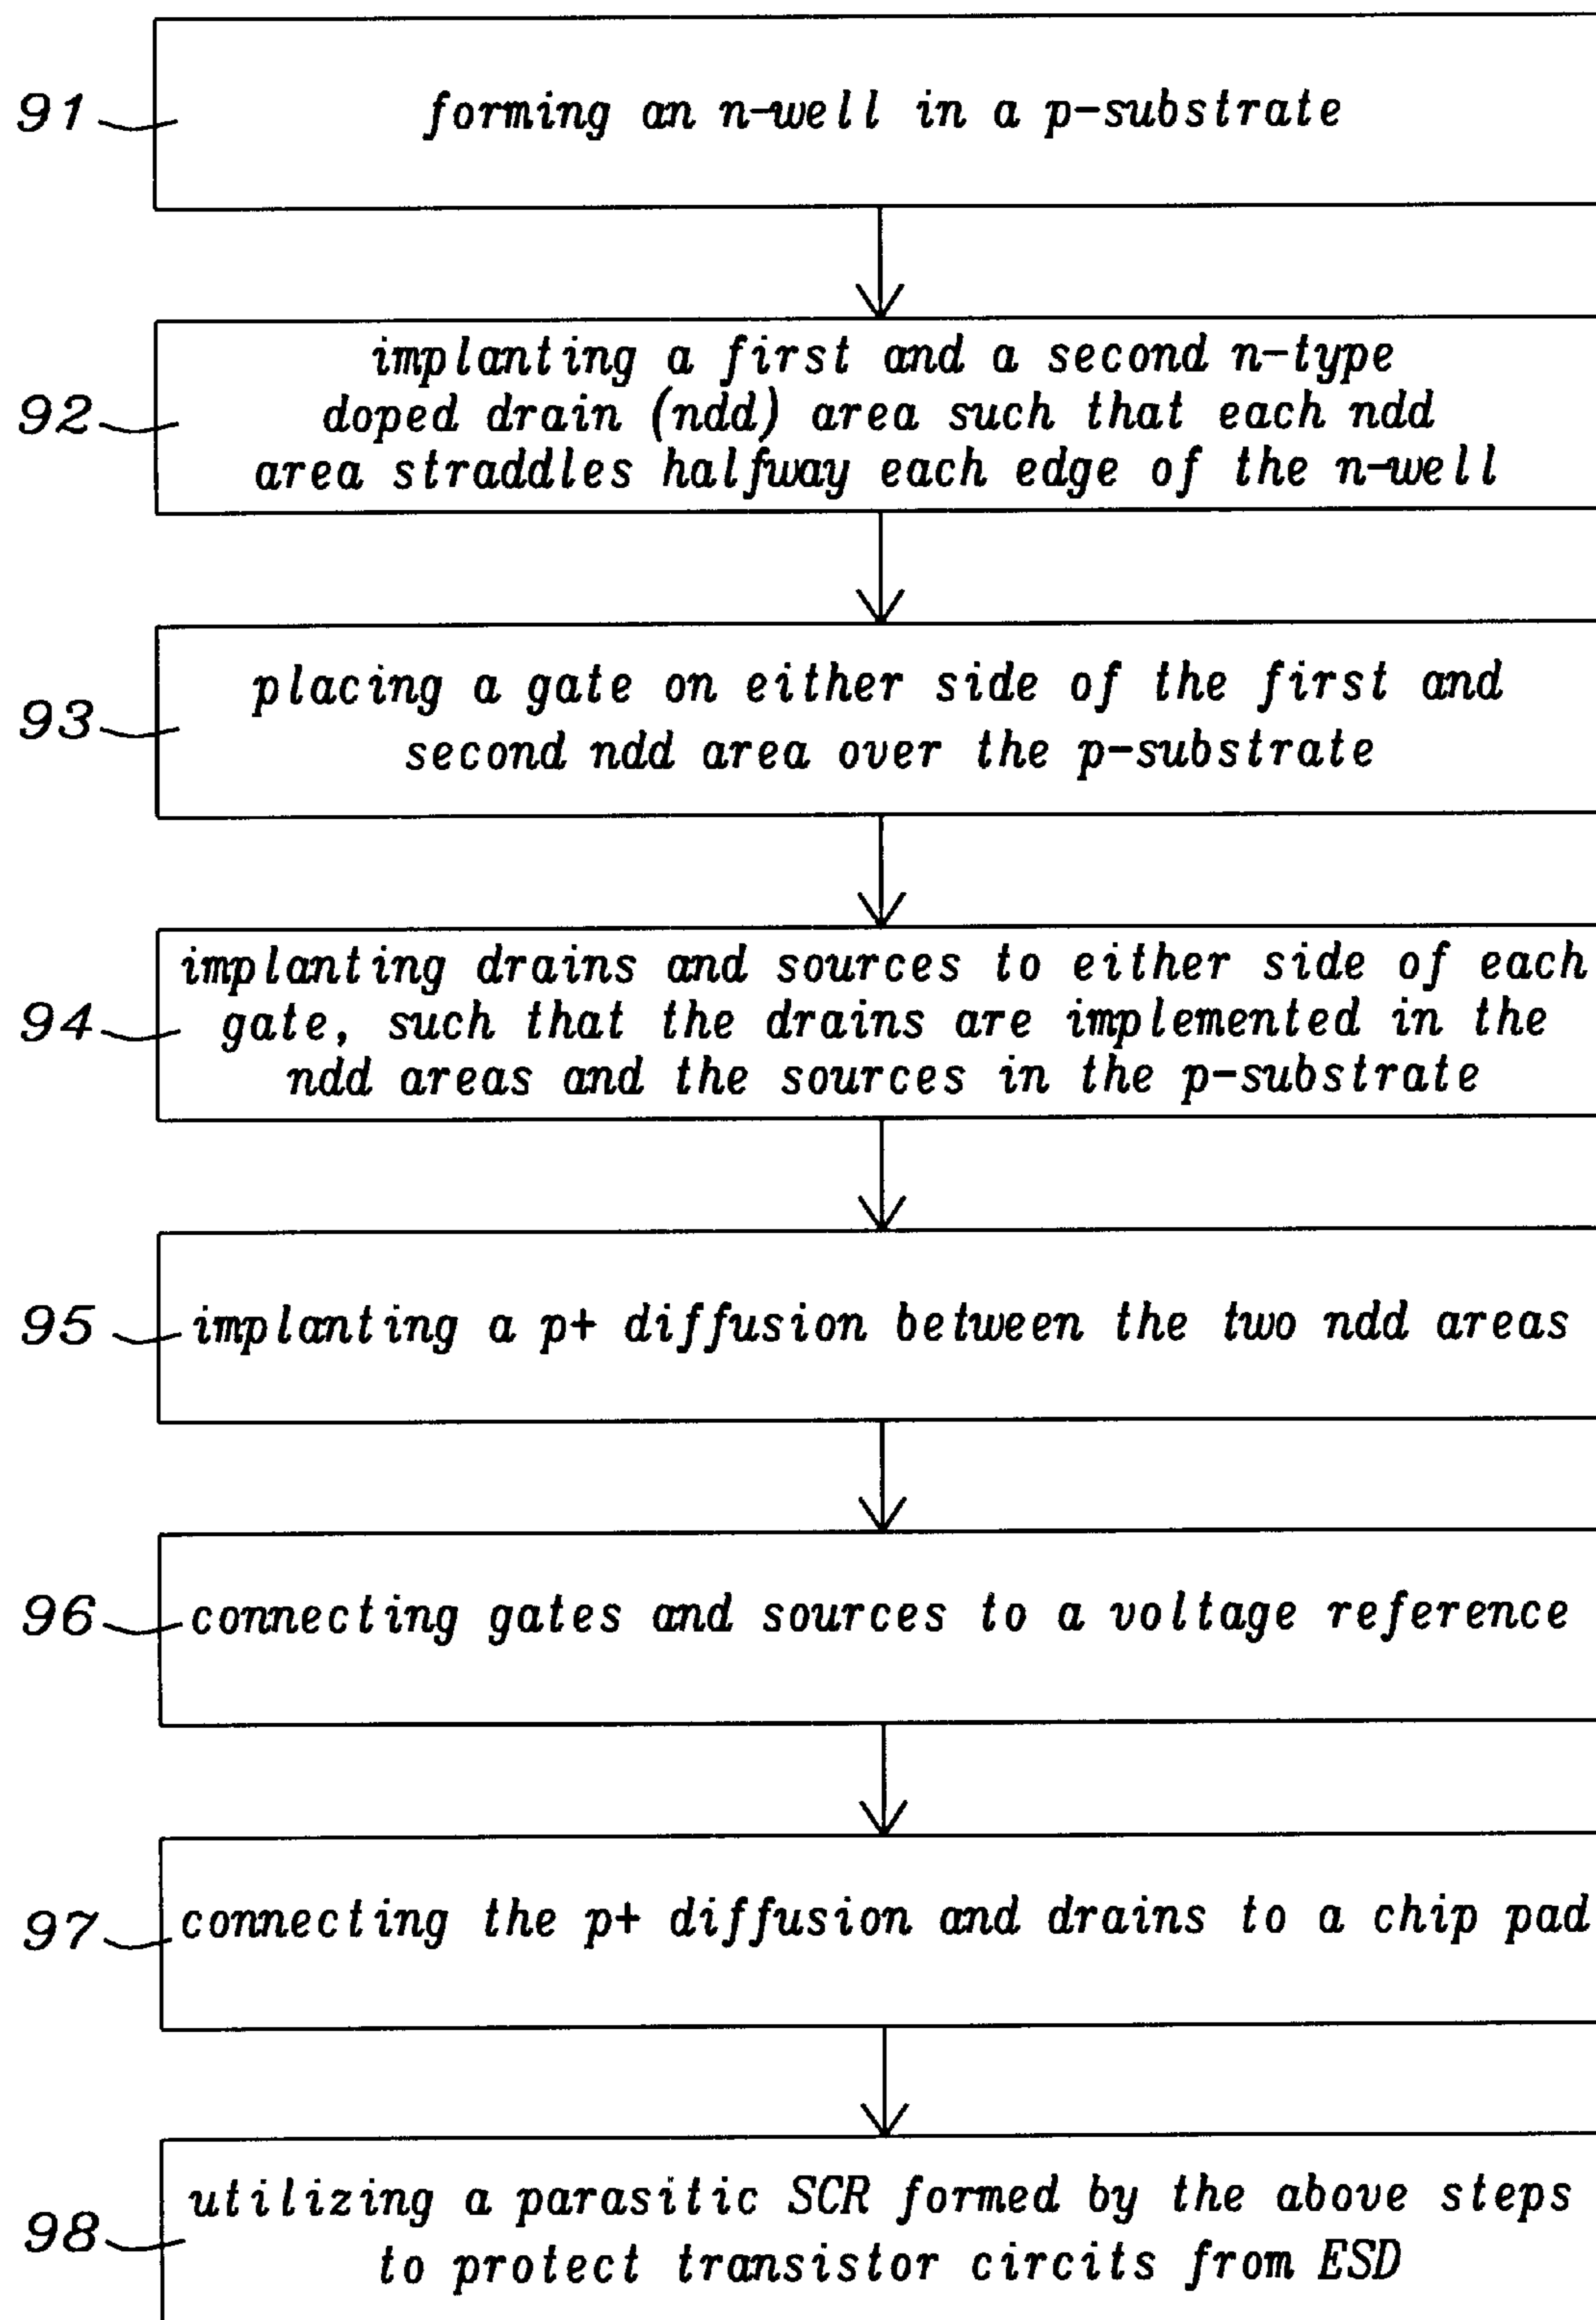 91
forming an n-well in a p-substrate
92
implanting a first and a second n-type
doped drain (ndd) area such that each ndd
area straddles halfway each edge of the n-well
93
placing a gate on either side of the first and
second ndd area over the p-substrate
94
implanting drains and sources to either side of each
gate, such that the drains are implemented in the
ndd areas and the sources in the p-substrate
95
implanting a p+ diffusion between the two ndd areas
96
connecting gates and sources to a voltage reference
97
connecting the p+ diffusion and drains to a chip pad
98
utilizing a parasitic SCR formed by the above steps
to protect transistor circits from ESD